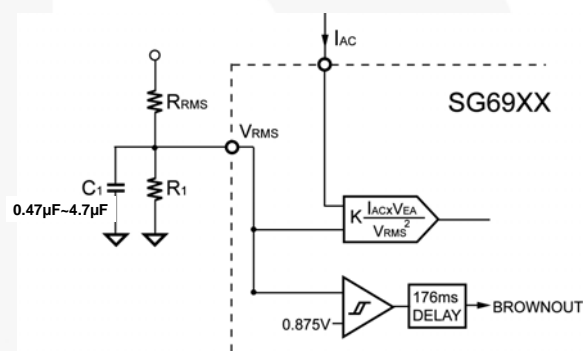 IAC
SG69XX
RRMS
VRMS
C1
R1
0.47µF~4.7µF
K IACxVEA
VRMS2
0.875V
176ms
DELAY
BROWNOUT